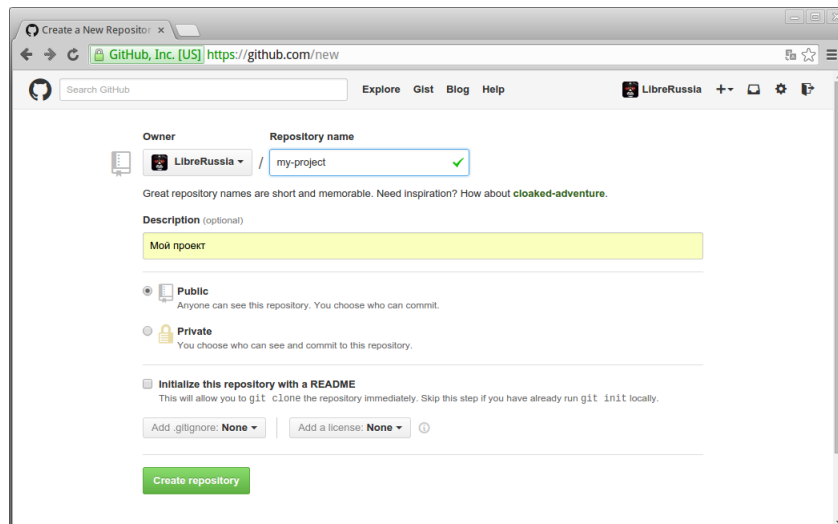 Create a New Repositor
GitHub, Inc. [US] https://github.com/new
Search GitHub Explore Gist Blog Help LibreRussia
Owner Repository name
LibreRussia / my-project
Great repository names are short and memorable. Need inspiration? How about cloaked-adventure.
Description (optional)
Мой проект
Public
Anyone can see this repository. You choose who can commit.
Private
You choose who can see and commit to this repository.
Initialize this repository with a README
This will allow you to git clone the repository immediately. Skip this step if you have already run git init locally.
Add .gitignore: None Add a license: None
Create repository